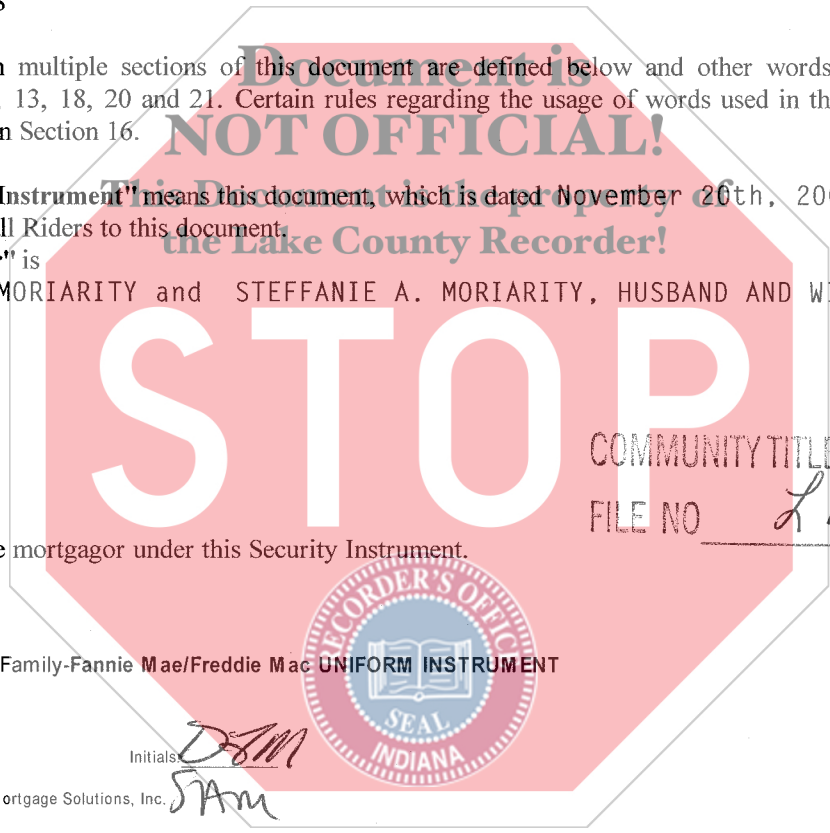 multiple sections of this document are defined below and other words
13, 18, 20 and 21. Certain rules regarding the usage of words used in
Section 16.
Document is
NOT OFFICIAL!
This Document is the property of
the Lake County Recorder!
Instrument" means this document, which is dated November 20th, 20
Riders to this document.
is
MORIARITY and STEFFANIE A. MORIARITY, HUSBAND AND
STOP
COMMUNITY TITLE
FILE NO
mortgagor under this Security Instrument.
RECORDER'S OFFICE
SEAL
INDIANA
Family-Fannie Mae/Freddie Mac UNIFORM INSTRUMENT
Initials: DJM
ortgage Solutions, Inc. SAM